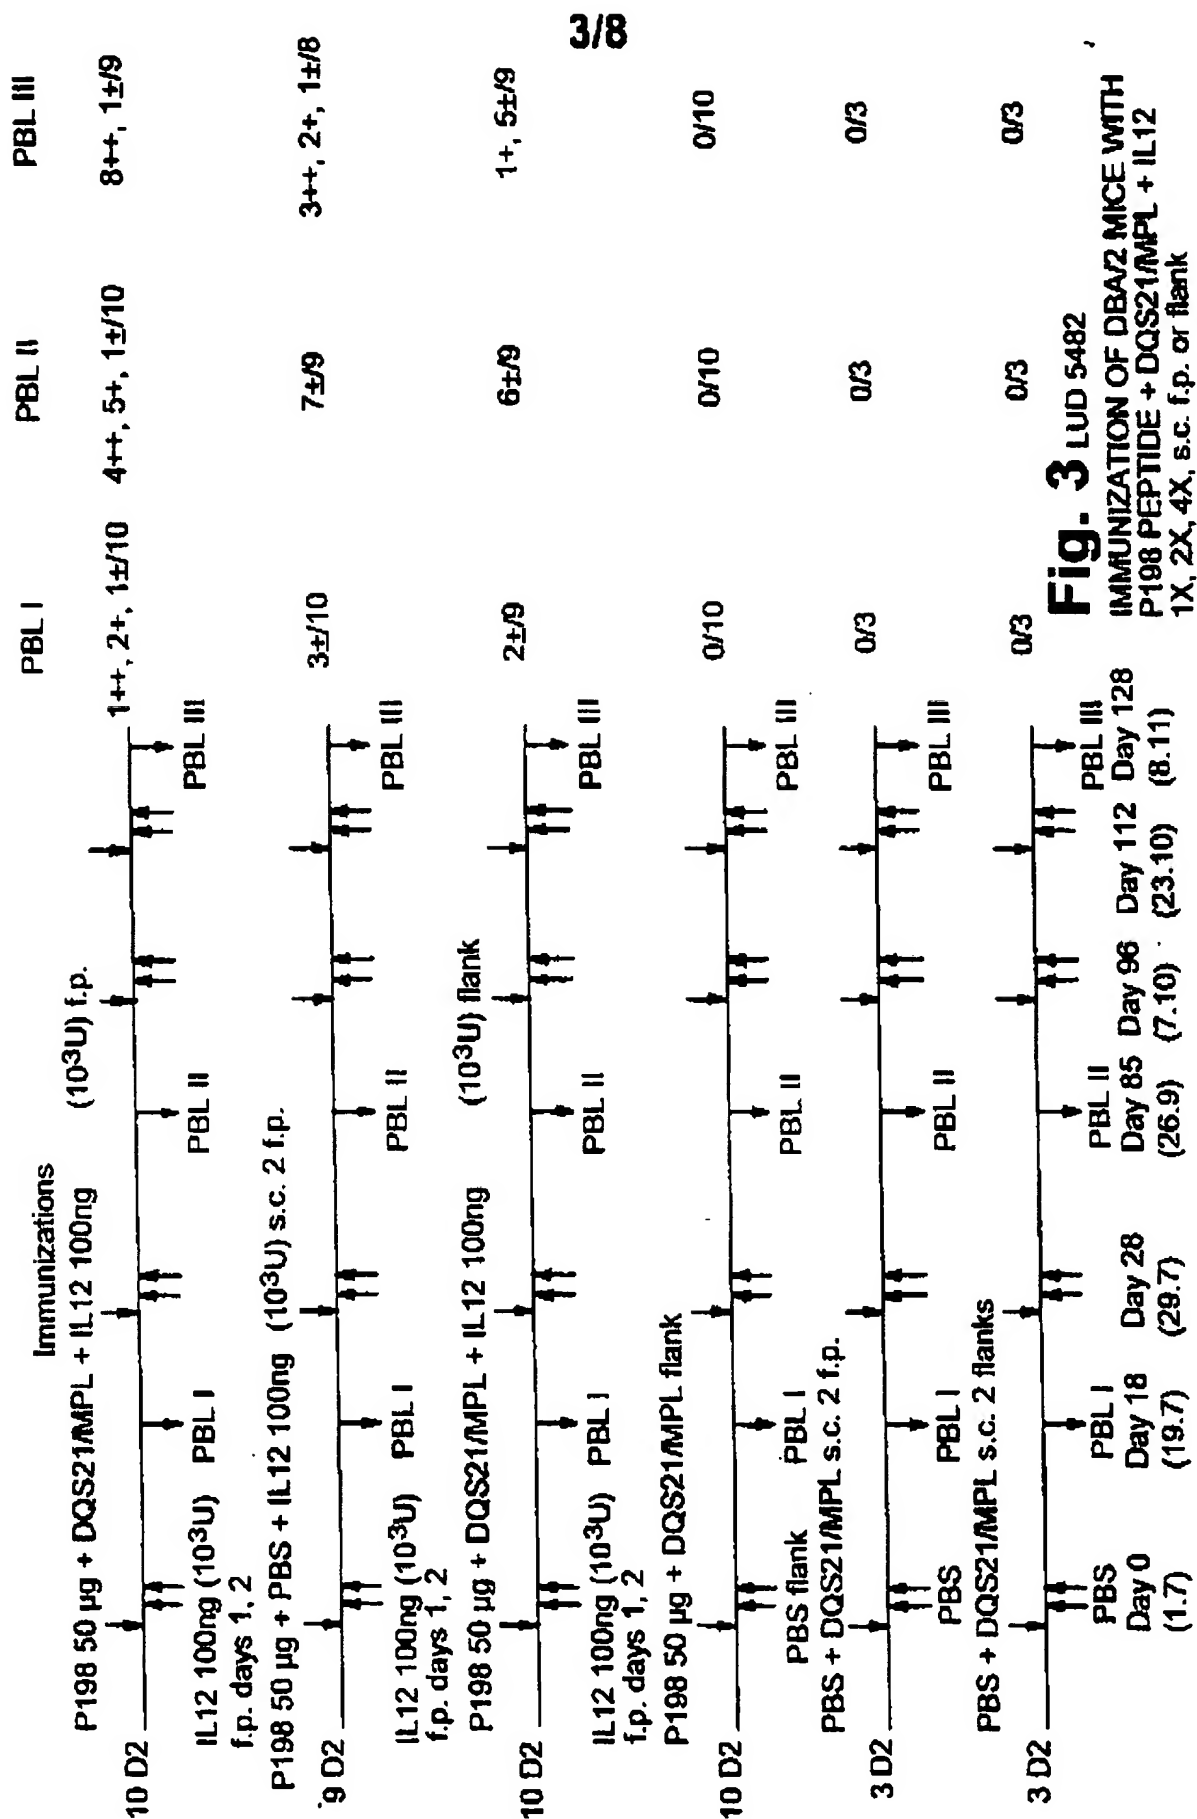 3/8
Immunizations
PBL I
PBL II
PBL III
P198 50 µg + DQS21/MPL + IL12 100ng (10³U) f.p.
10 D2
1++, 2+, 1±/10
4++, 5+, 1±/10
8++, 1±/9
IL12 100ng (10³U)
f.p. days 1, 2
PBL I
PBL II
PBL III
P198 50 µg + PBS + IL12 100ng (10³U) s.c. 2 f.p.
9 D2
3±/10
7±/9
3++, 2+, 1±/8
IL12 100ng (10³U)
f.p. days 1, 2
PBL I
PBL II
PBL III
P198 50 µg + DQS21/MPL + IL12 100ng (10³U) flank
10 D2
2±/9
6±/9
1+, 5±/9
IL12 100ng (10³U)
f.p. days 1, 2
PBL I
PBL II
PBL III
P198 50 µg + DQS21/MPL flank
10 D2
0/10
0/10
0/10
PBS flank
PBL I
PBL II
PBL III
PBS + DQS21/MPL s.c. 2 f.p.
3 D2
0/3
0/3
0/3
PBS
PBL I
PBL II
PBL III
PBS + DQS21/MPL s.c. 2 flanks
3 D2
0/3
0/3
0/3
PBS
PBL I
PBL II
PBL III
Day 0 Day 18 Day 28 Day 85 Day 96 Day 112 Day 128
(1.7) (19.7) (29.7) (26.9) (7.10) (23.10) (8.11)
Fig. 3 LUD 5482
IMMUNIZATION OF DBA/2 MICE WITH
P198 PEPTIDE + DQS21/MPL + IL12
1X, 2X, 4X, s.c. f.p. or flank